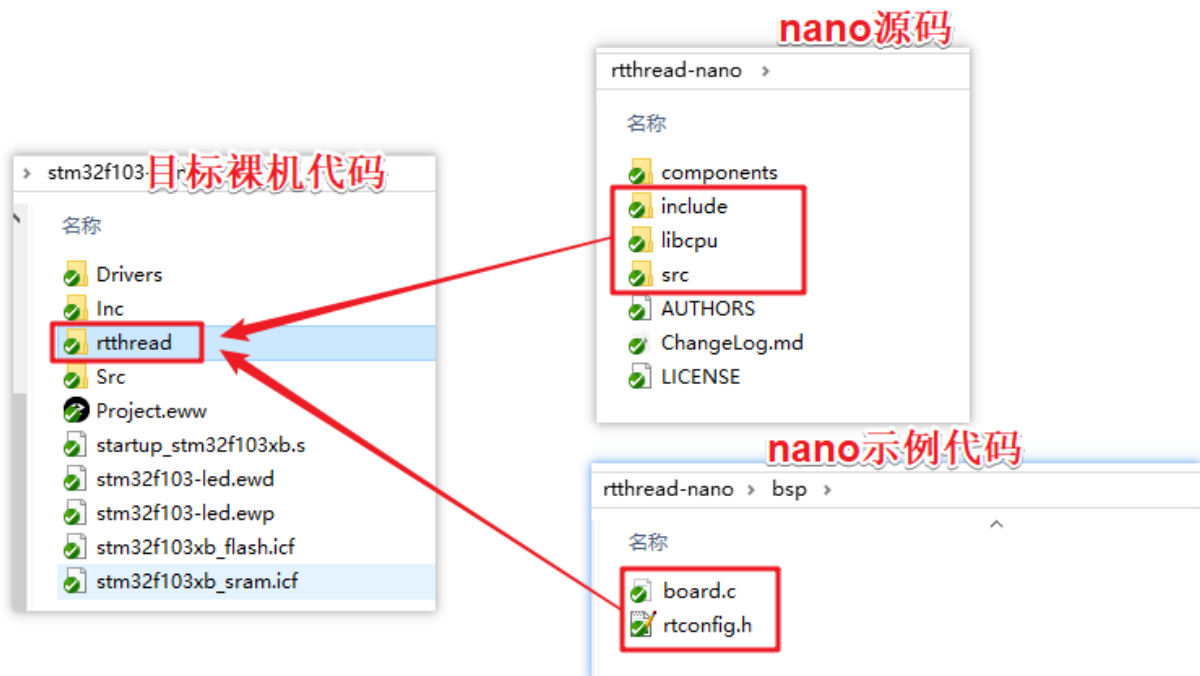 目标裸机代码
stm32f103-
名称
Drivers
Inc
rtthread
Src
Project.eww
startup_stm32f103xb.s
stm32f103-led.ewd
stm32f103-led.ewp
stm32f103xb_flash.icf
stm32f103xb_sram.icf
nano源码
rtthread-nano
名称
components
include
libcpu
src
AUTHORS
ChangeLog.md
LICENSE
nano示例代码
rtthread-nano > bsp >
名称
board.c
rtconfig.h